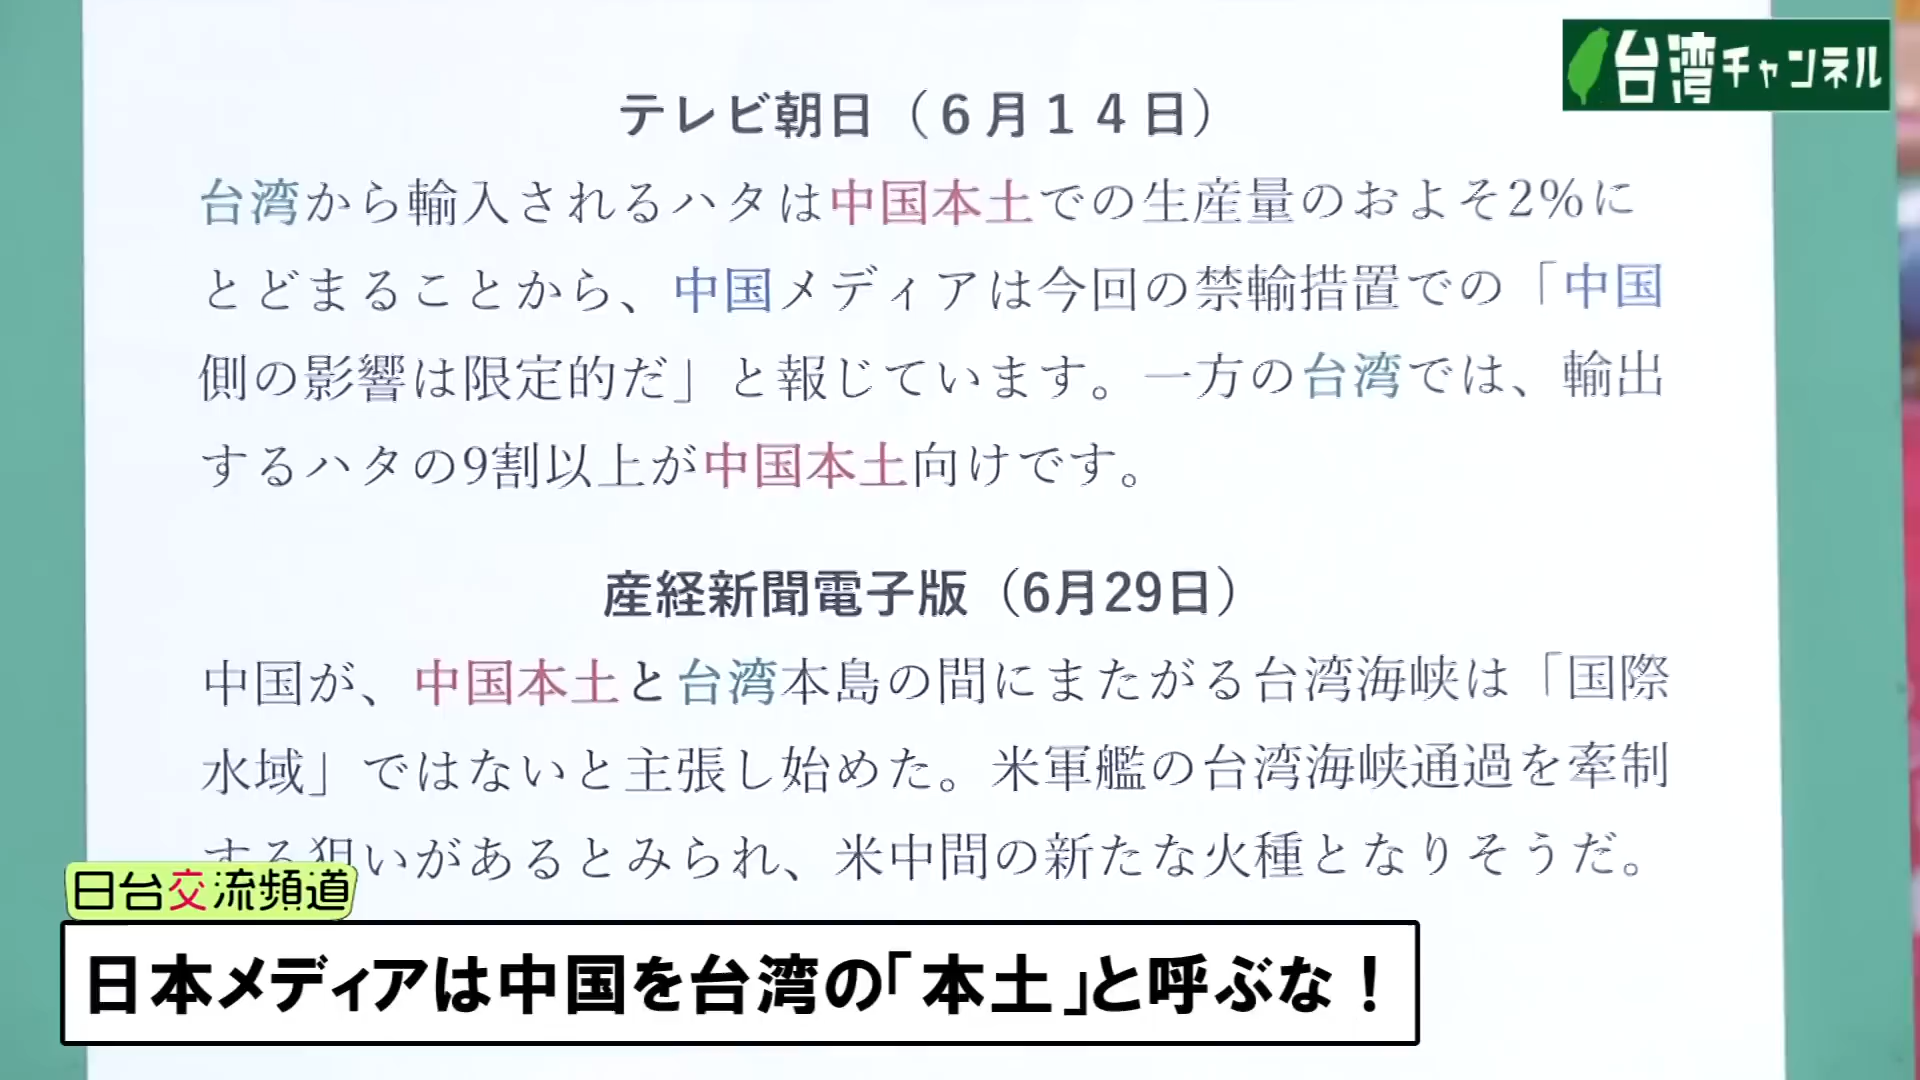 台湾チャンネル
テレビ朝日（６月１４日）
台湾から輸入されるハタは中国本土での生産量のおよそ2％に
とどまることから、中国メディアは今回の禁輸措置での「中国
側の影響は限定的だ」と報じています。一方の台湾では、輸出
するハタの9割以上が中国本土向けです。
産経新聞電子版（6月29日）
中国が、中国本土と台湾本島の間にまたがる台湾海峡は「国際
水域」ではないと主張し始めた。米軍艦の台湾海峡通過を牽制
する狙いがあるとみられ、米中間の新たな火種となりそうだ。
日台交流頻道
日本メディアは中国を台湾の「本土」と呼ぶな！